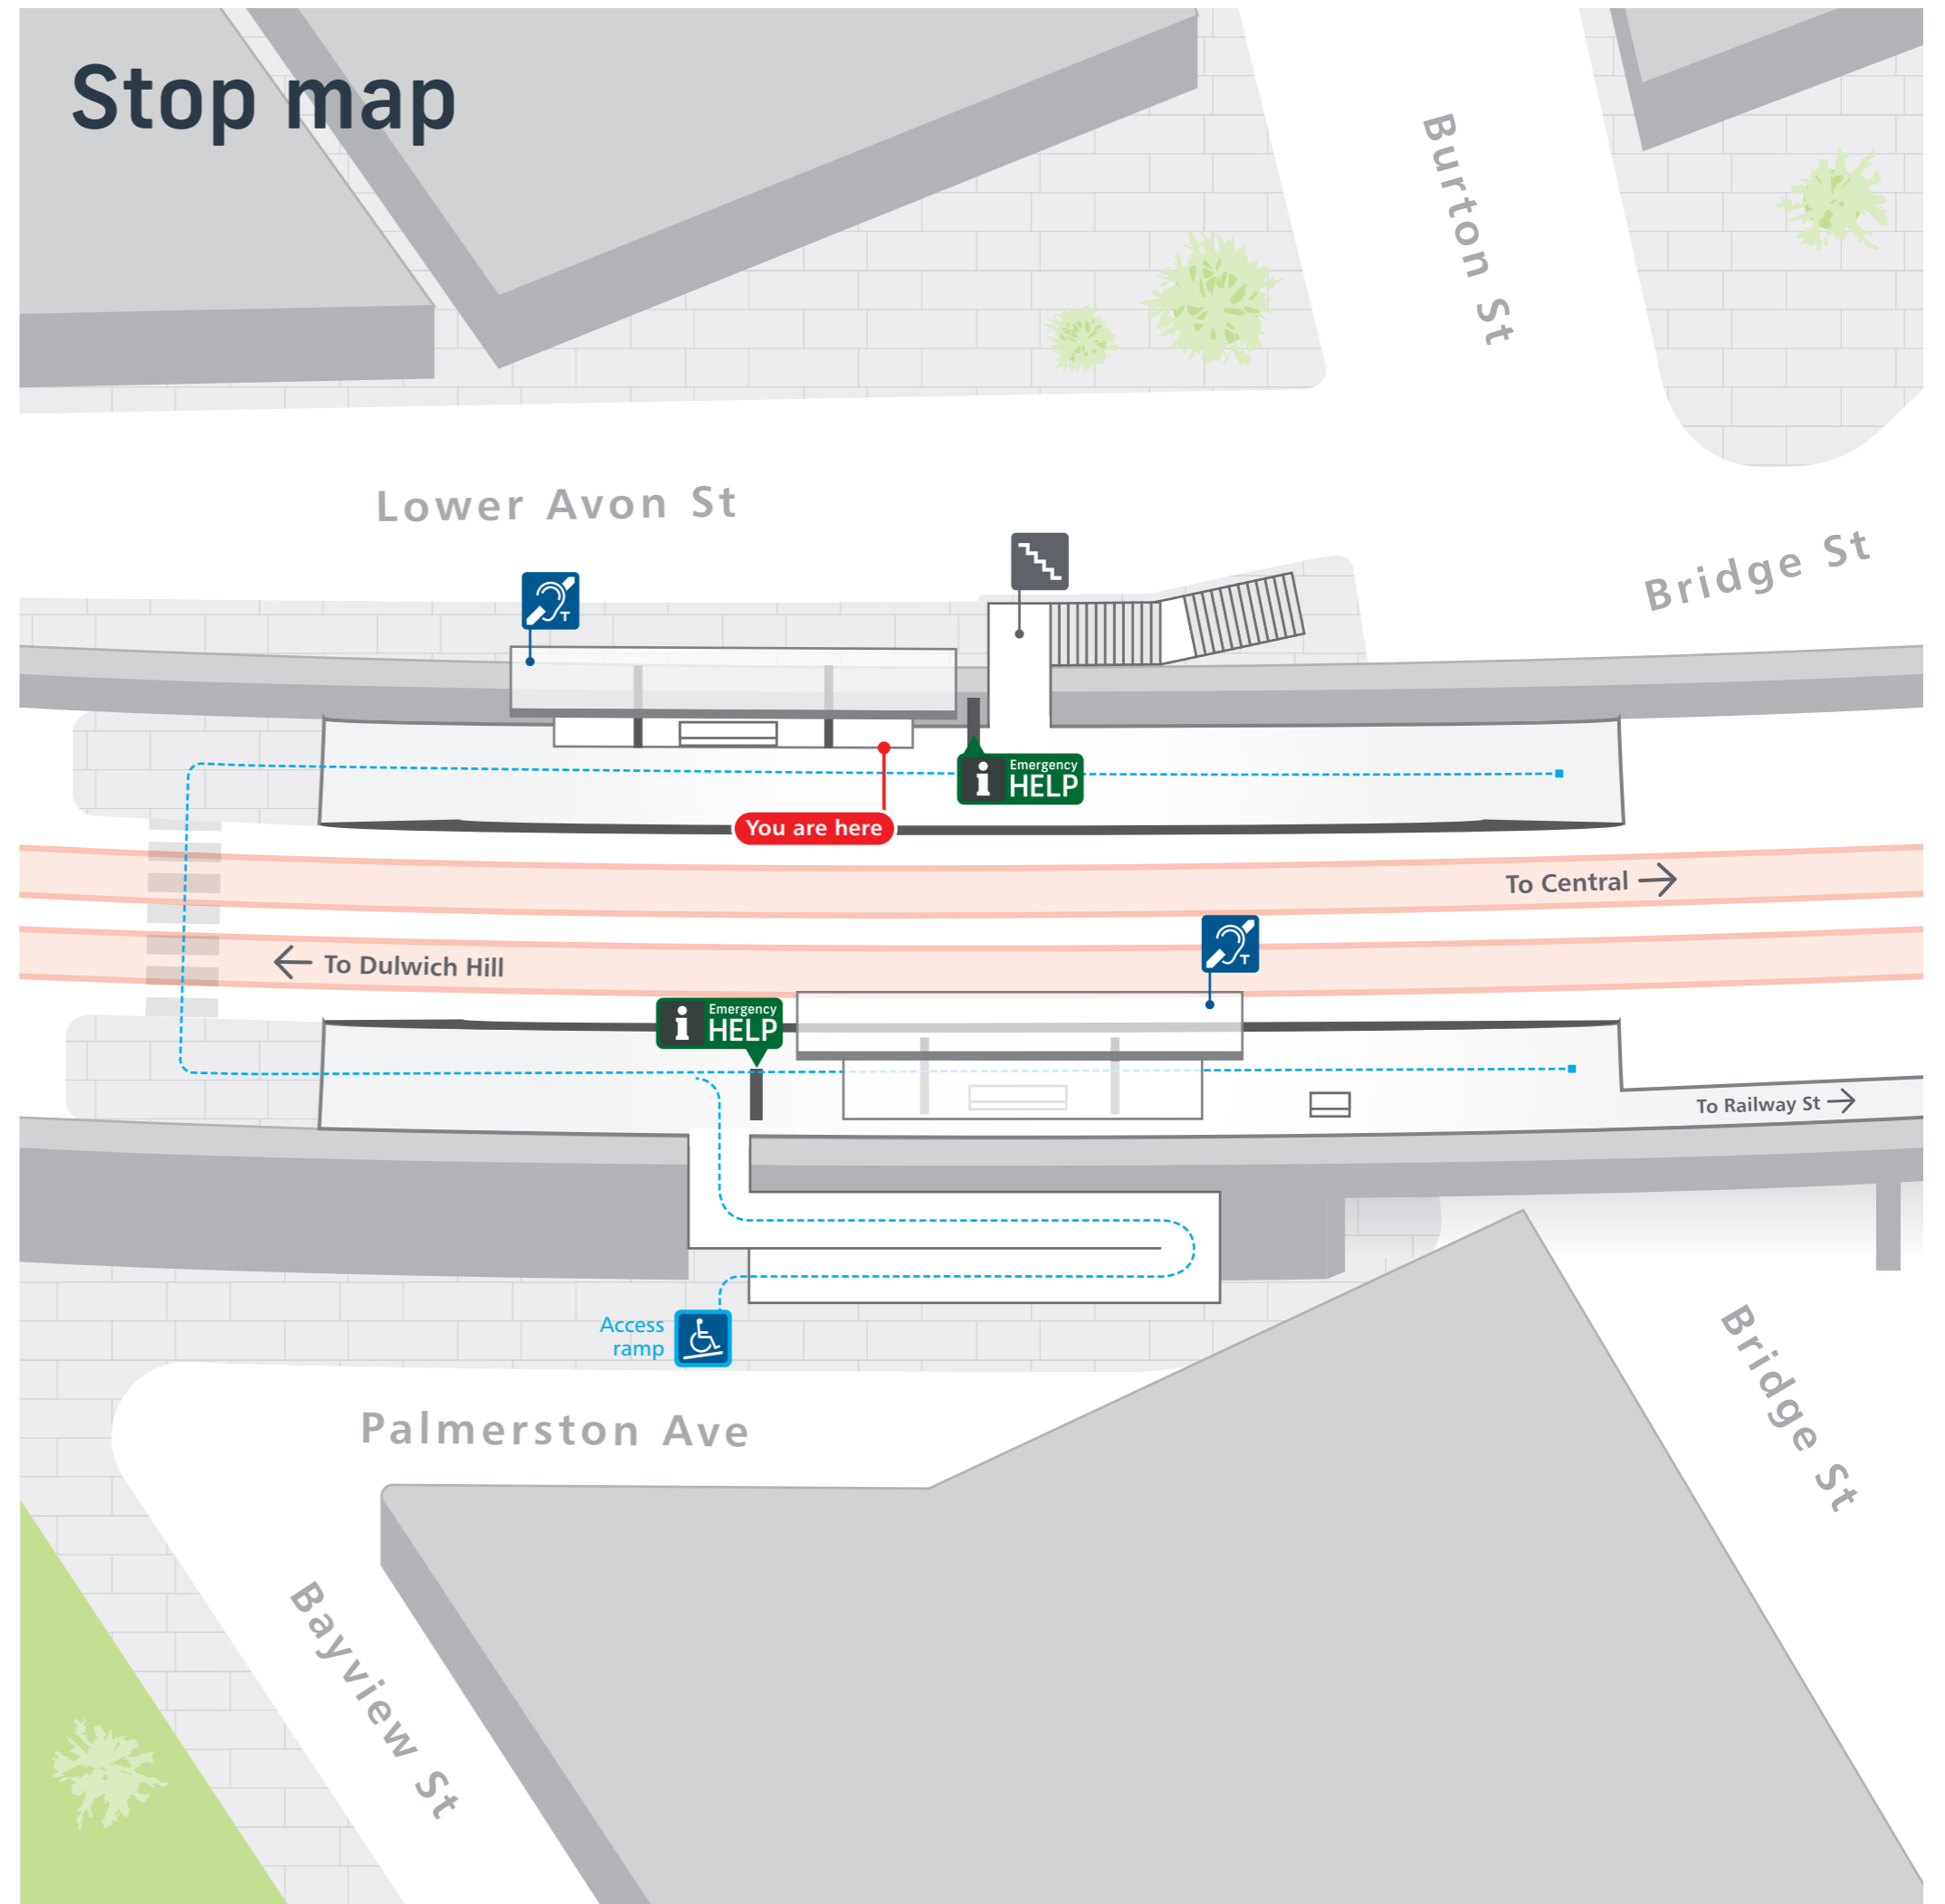 Stop map
Burton St
Lower Avon St
Bridge St
T
i Emergency
HELP
You are here
To Central
T
To Dulwich Hill
i Emergency
HELP
To Railway St
Access
ramp
Bridge St
Palmerston Ave
Bayview St